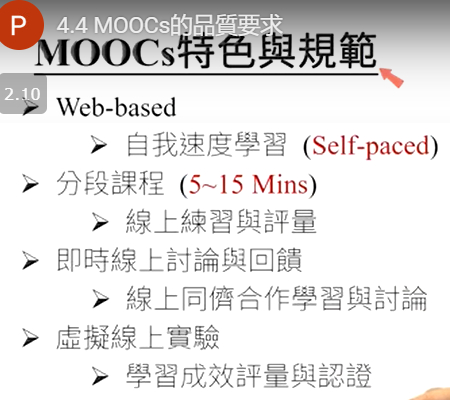 P
4.4 MOOCs的品質要求
MOOCs特色與規範
2.10
Web-based
自我速度學習 (Self-paced)
分段課程 (5~15 Mins)
線上練習與評量
即時線上討論與回饋
線上同儕合作學習與討論
虛擬線上實驗
學習成效評量與認證